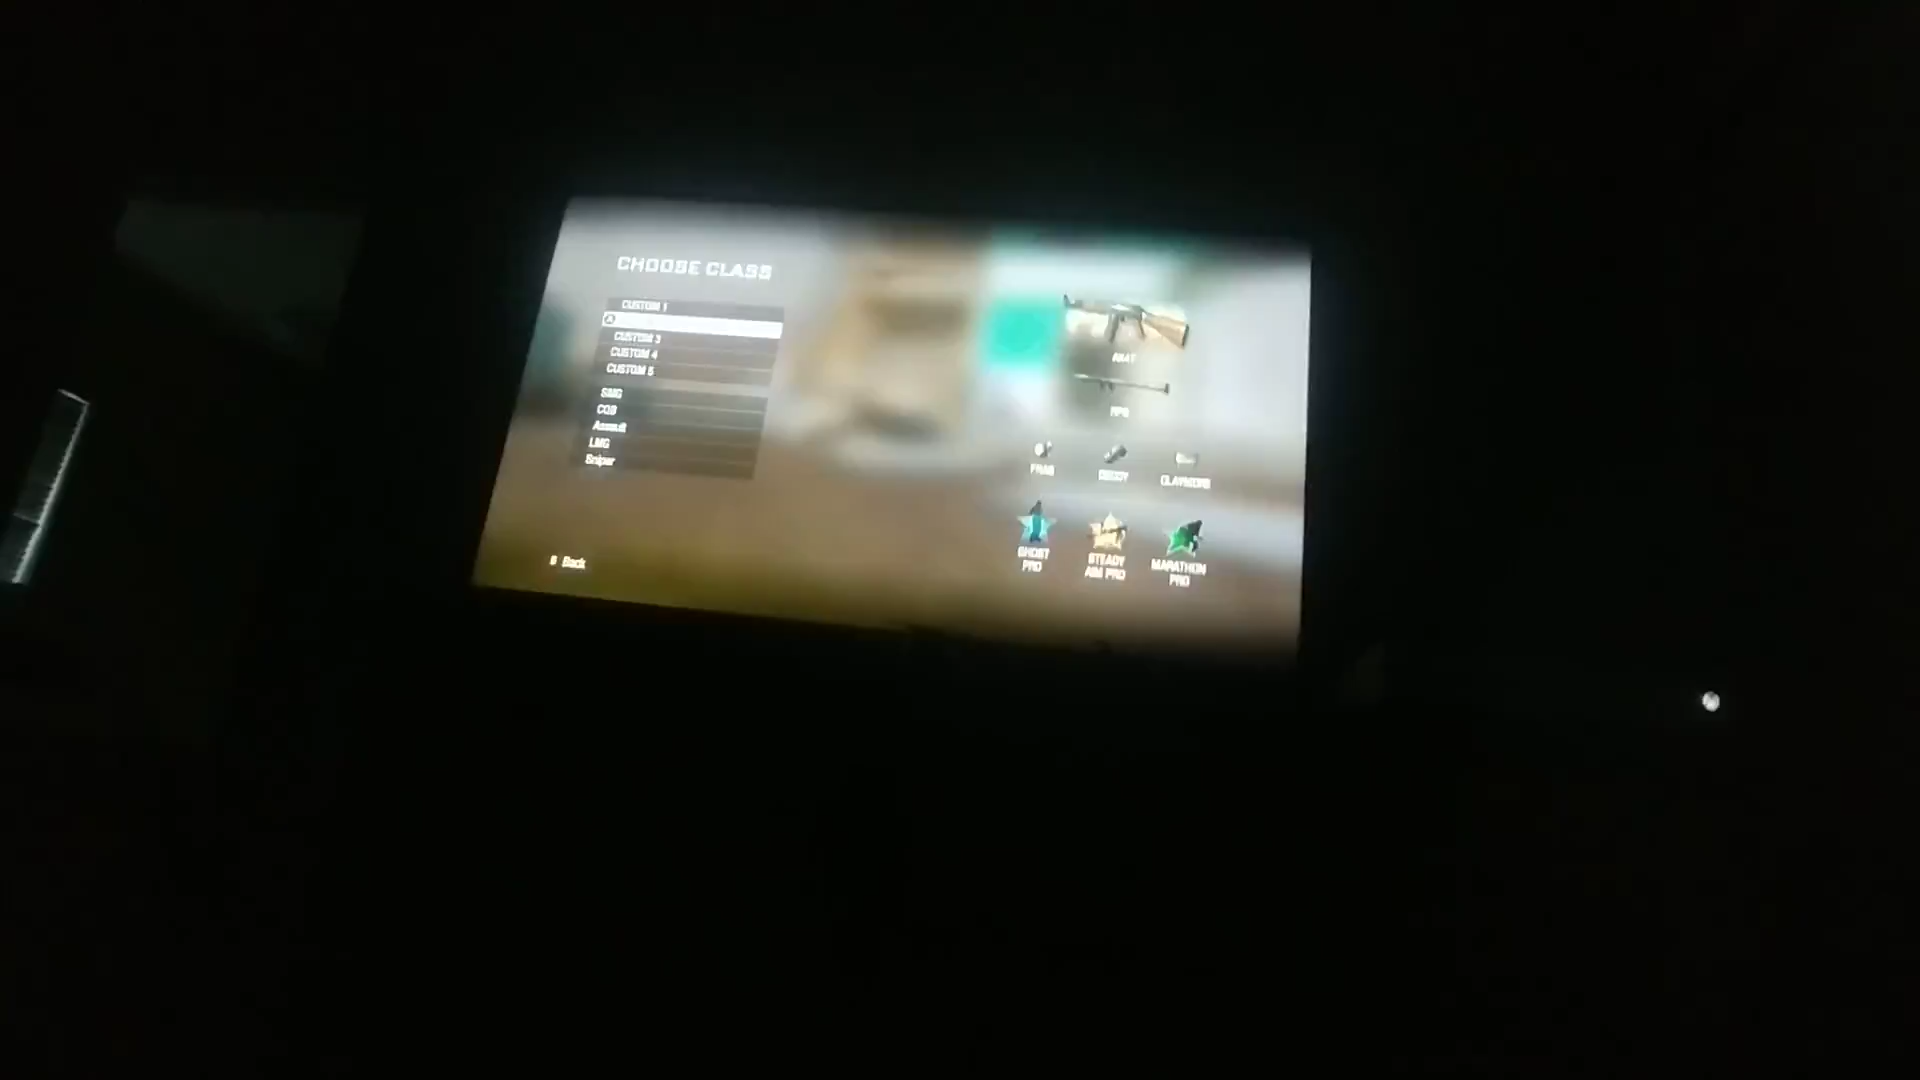 CHOOSE CLASS
CUSTOM 1
CUSTOM 3
CUSTOM 4
CUSTOM 5
SMG
CQB
Assault
LMG
Sniper
B Back
AK47
RPG
FRAG
DECOY
CLAYMORE
GHOST
PRO
STEADY
AIM PRO
MARATHON
PRO